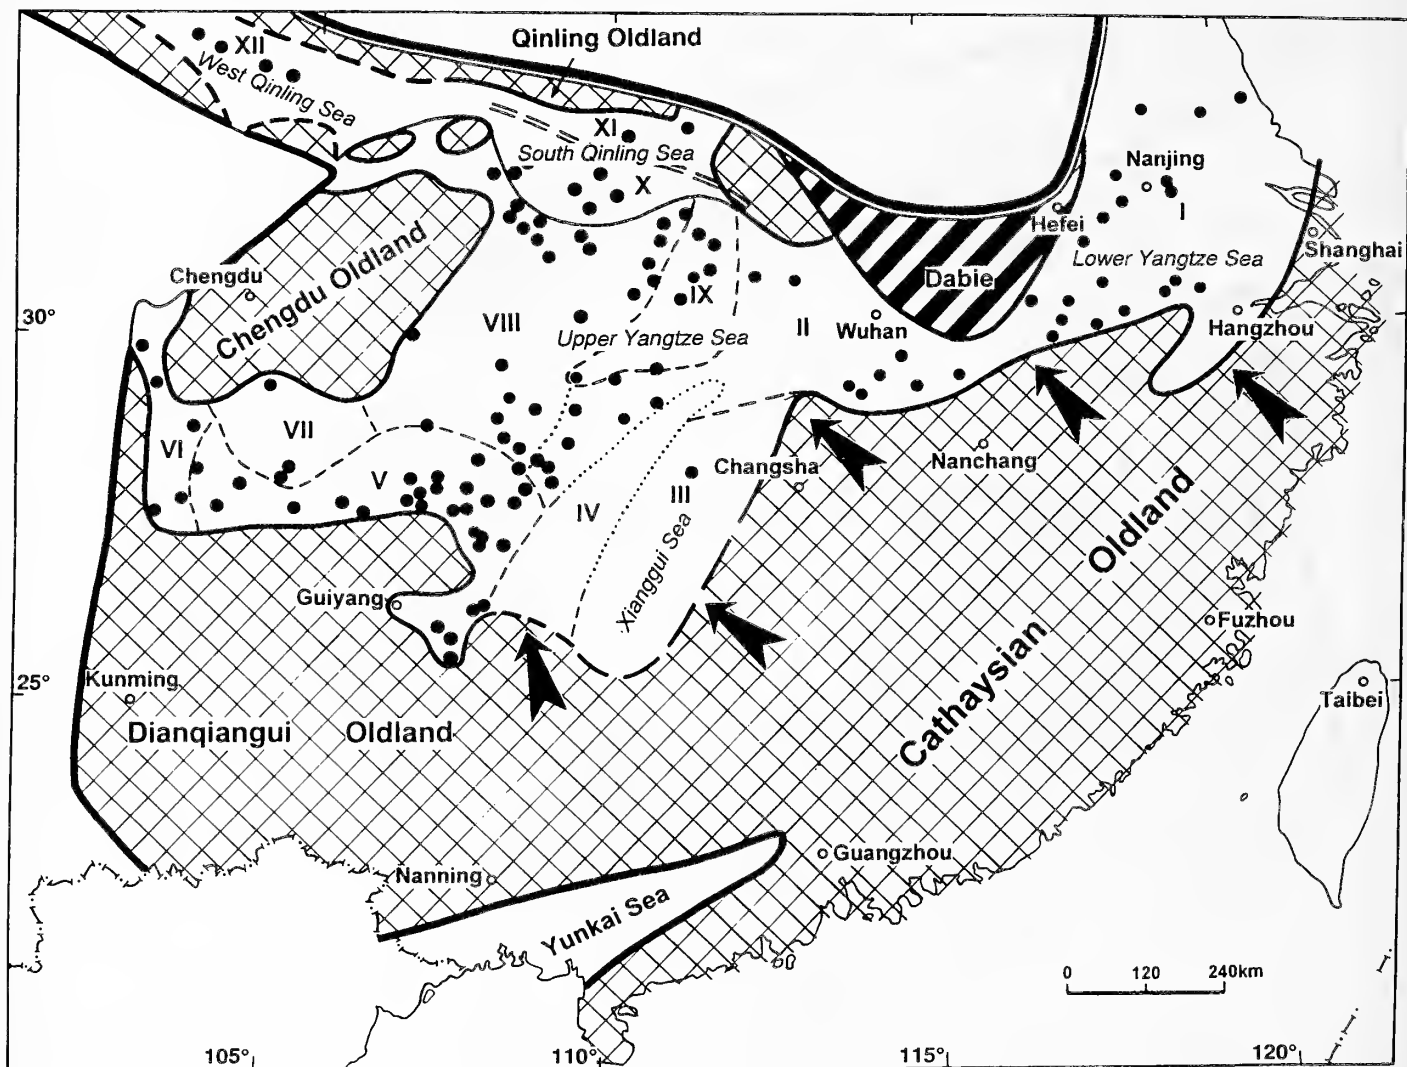 Qinling Oldland
XII
West Qinling Sea
XI
South Qinling Sea
X
Nanjing
I
Hefei
Shanghai
Lower Yangtze Sea
Chengdu
Chengdu Oldland
Dabie
IX
30°
VIII
II
Wuhan
Hangzhou
Upper Yangtze Sea
VII
VI
V
Changsha
Nanchang
III
IV
Xianggui Sea
Oldland
Guiyang
Fuzhou
Cathaysian
25°
Kunming
Taibei
Dianqiangui Oldland
Guangzhou
Nanning
Yunkai Sea
0 120 240km
105° 110° 115° 120°